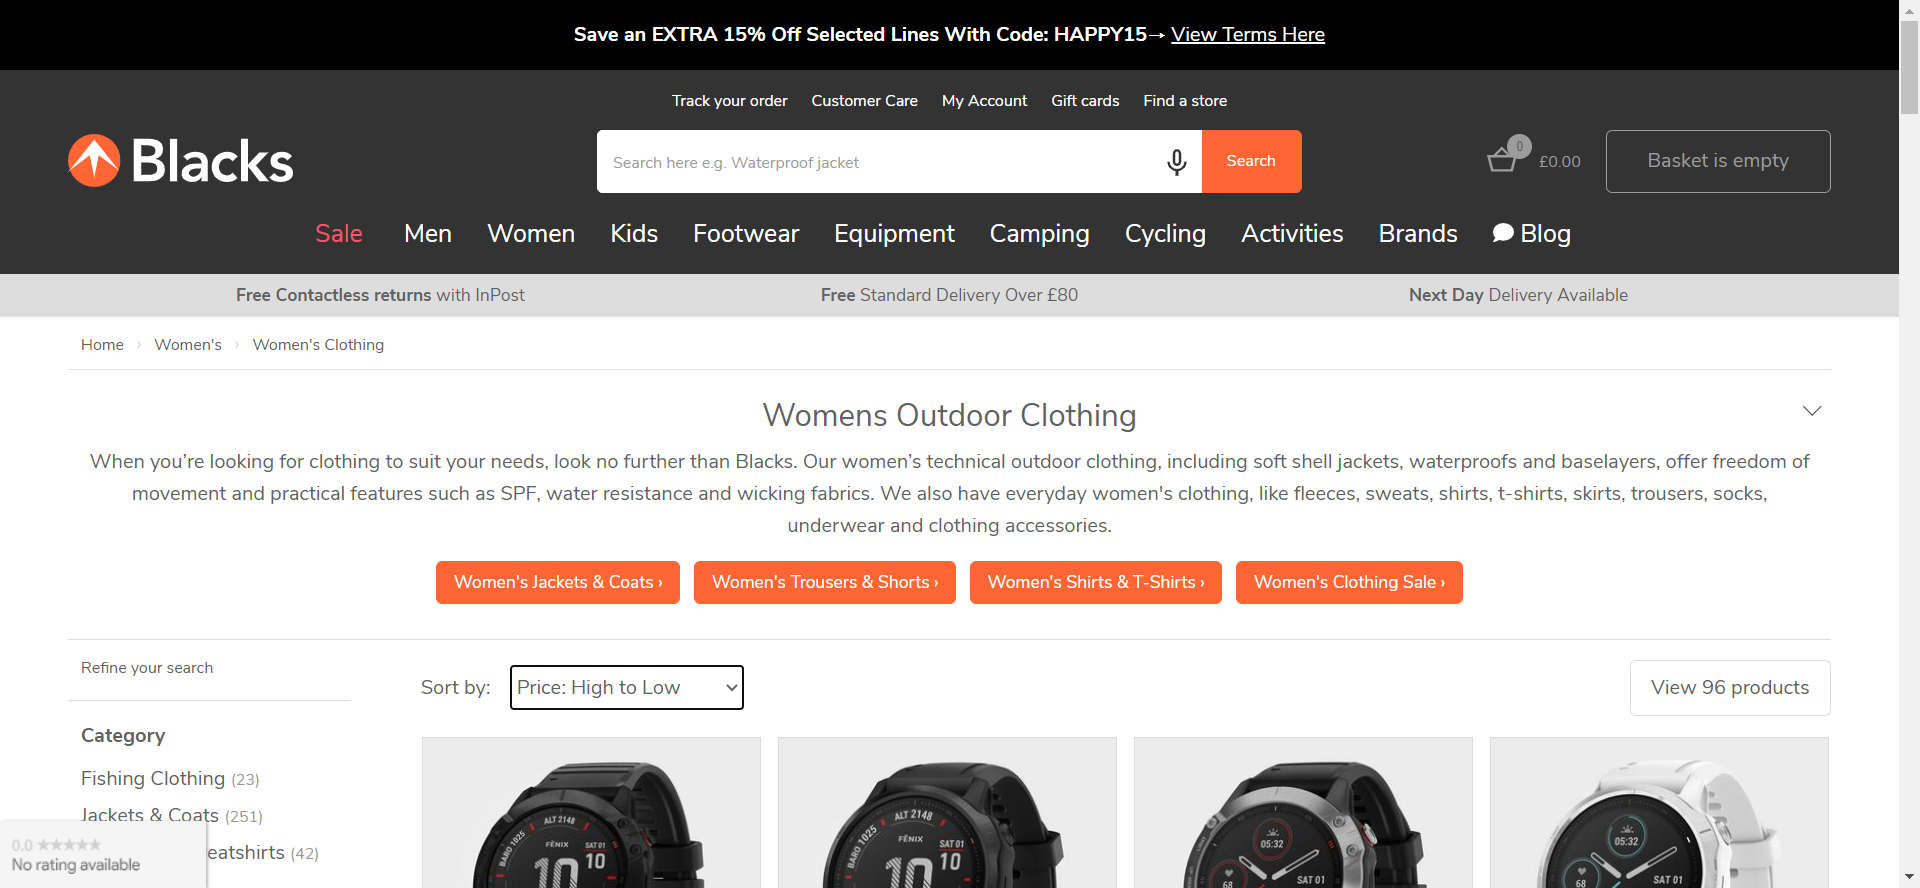 Save an EXTRA 15% Off Selected Lines With Code: HAPPY15→ View Terms Here
Track your order Customer Care My Account Gift cards Find a store
Blacks
Search here e.g. Waterproof jacket
Search
0
£0.00
Basket is empty
Sale Men Women Kids Footwear Equipment Camping Cycling Activities Brands Blog
Free Contactless returns with InPost
Free Standard Delivery Over £80
Next Day Delivery Available
Home › Women's › Women's Clothing
Womens Outdoor Clothing
When you’re looking for clothing to suit your needs, look no further than Blacks. Our women’s technical outdoor clothing, including soft shell jackets, waterproofs and baselayers, offer freedom of
movement and practical features such as SPF, water resistance and wicking fabrics. We also have everyday women's clothing, like fleeces, sweats, shirts, t-shirts, skirts, trousers, socks,
underwear and clothing accessories.
Women's Jackets & Coats ›
Women's Trousers & Shorts ›
Women's Shirts & T-Shirts ›
Women's Clothing Sale ›
Refine your search
Sort by: Price: High to Low
View 96 products
Category
Fishing Clothing (23)
Jackets & Coats (251)
eatshirts (42)
0.0 ★★★★★
No rating available
ALT 2148
BARO 1025
FÊNIX
SAT 01
10 10
ALT 2148
BARO 1025
FÊNIX
SAT 01
10 10
05:32
68
SAT 01
05:32
68
SAT 01